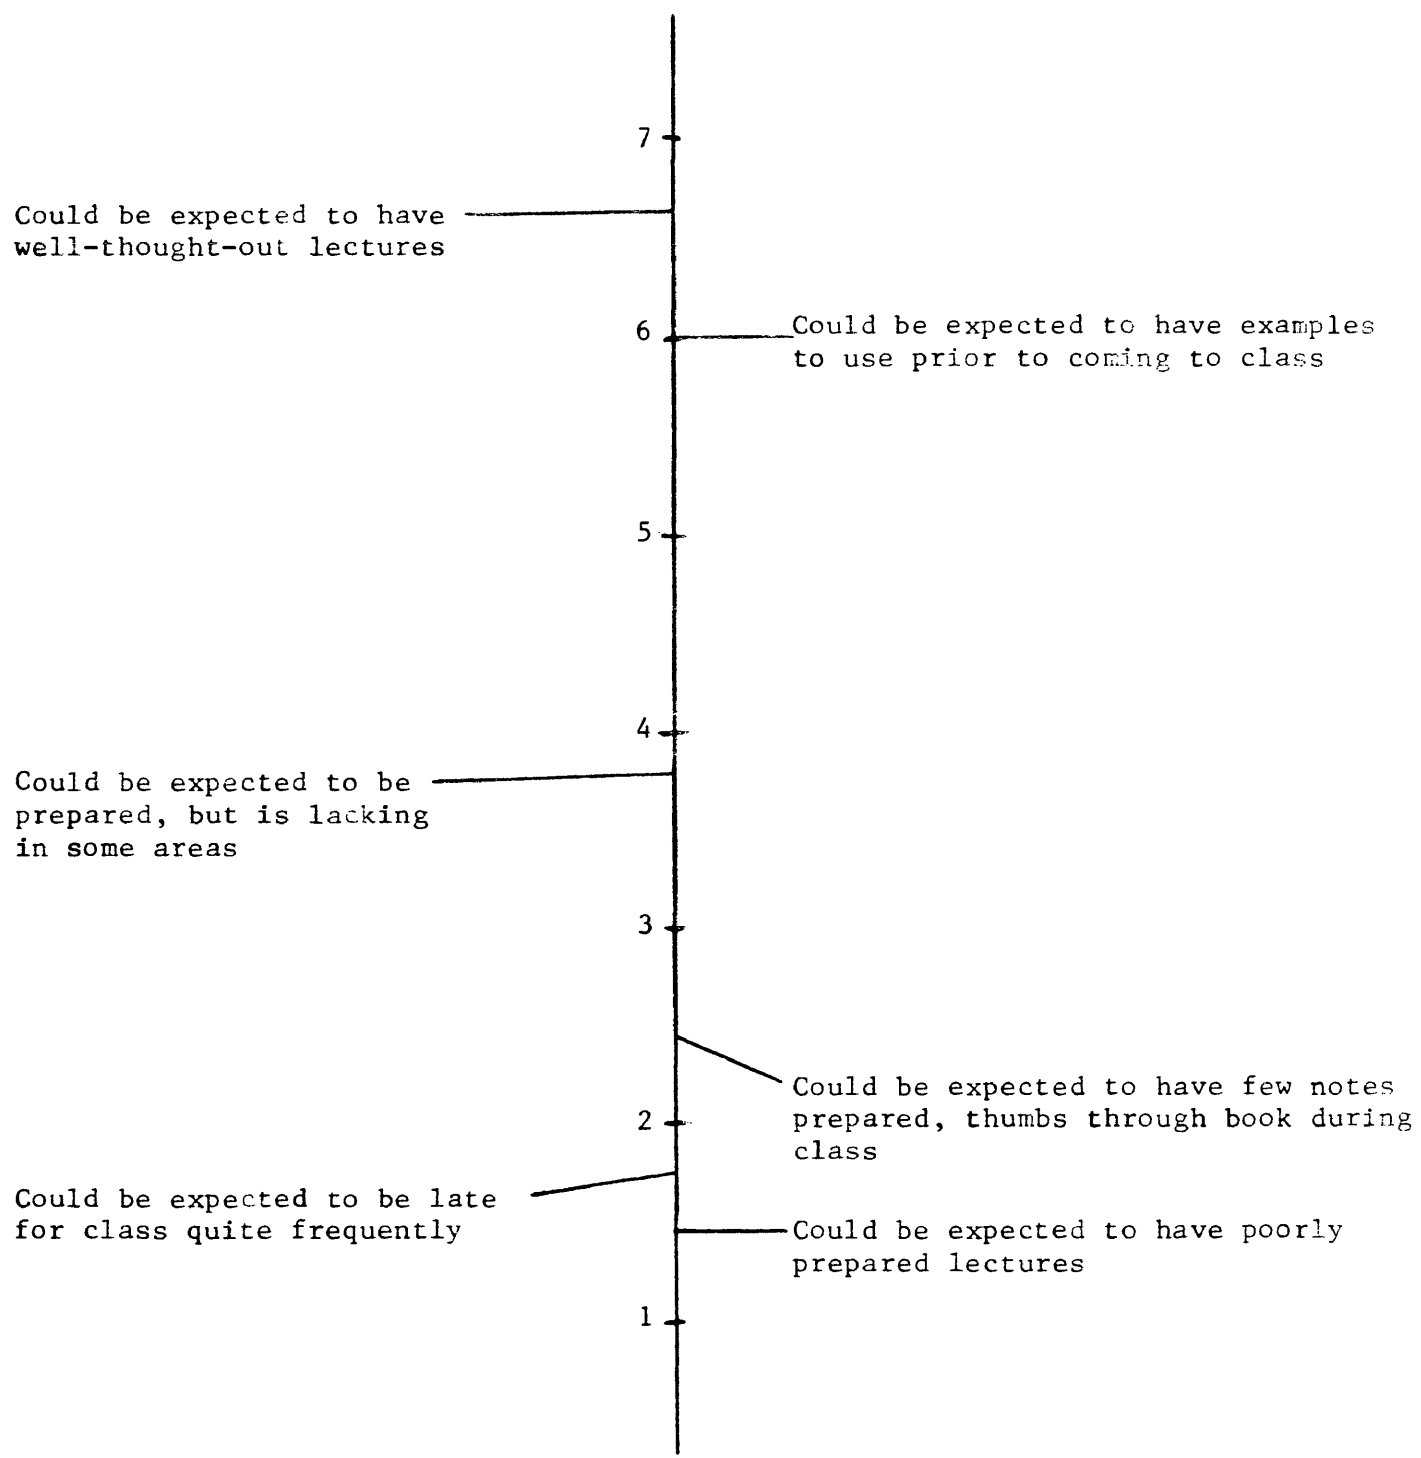 7
Could be expected to have
well-thought-out lectures
6
Could be expected to have examples
to use prior to coming to class
5
4
Could be expected to be
prepared, but is lacking
in some areas
3
Could be expected to have few notes
prepared, thumbs through book during
class
2
Could be expected to be late
for class quite frequently
Could be expected to have poorly
prepared lectures
1